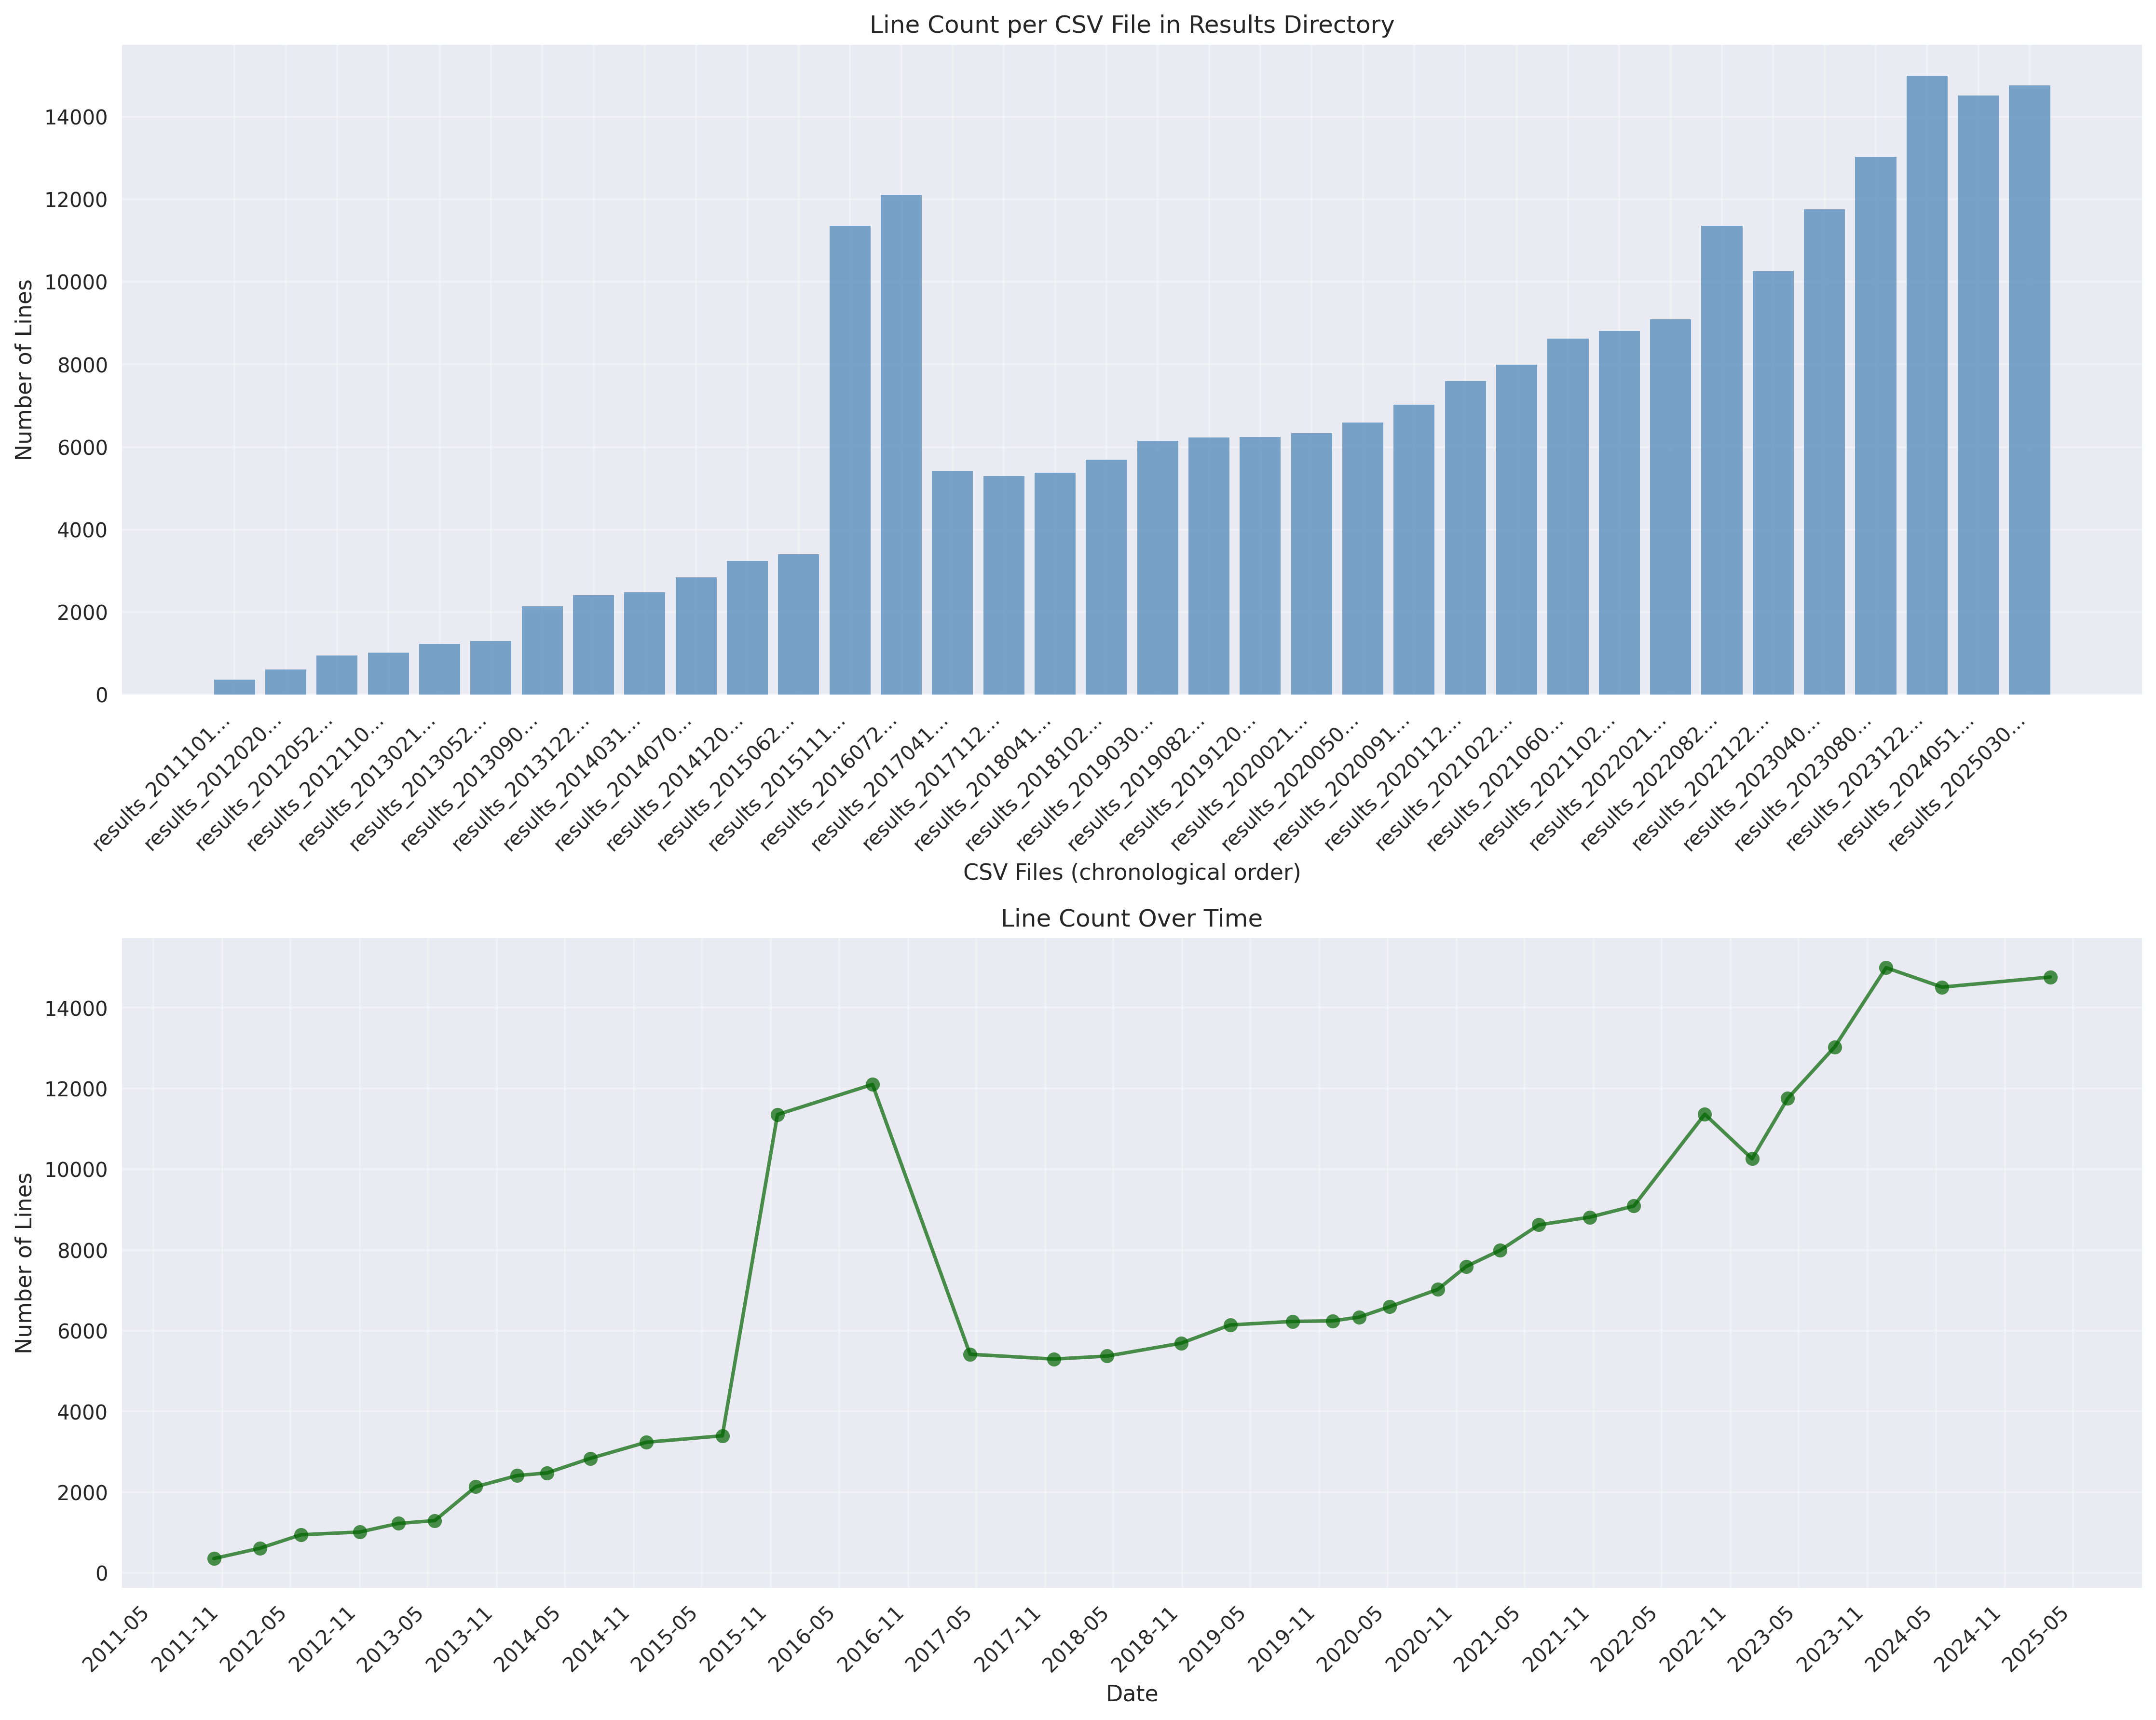 Line Count per CSV File in Results Directory
Number of Lines
14000
12000
10000
8000
6000
4000
2000
0
results_2011101...
results_2012020...
results_2012052...
results_2012110...
results_2013021...
results_2013052...
results_2013090...
results_2013122...
results_2014031...
results_2014070...
results_2014120...
results_2015062...
results_2015111...
results_2016072...
results_2017041...
results_2017112...
results_2018041...
results_2018102...
results_2019030...
results_2019082...
results_2019120...
results_2020021...
results_2020050...
results_2020091...
results_2020112...
results_2021022...
results_2021060...
results_2021102...
results_2022021...
results_2022082...
results_2022122...
results_2023040...
results_2023080...
results_2023122...
results_2024051...
results_2025030...
CSV Files (chronological order)
Line Count Over Time
Number of Lines
14000
12000
10000
8000
6000
4000
2000
0
2011-05
2011-11
2012-05
2012-11
2013-05
2013-11
2014-05
2014-11
2015-05
2015-11
2016-05
2016-11
2017-05
2017-11
2018-05
2018-11
2019-05
2019-11
2020-05
2020-11
2021-05
2021-11
2022-05
2022-11
2023-05
2023-11
2024-05
2024-11
2025-05
Date